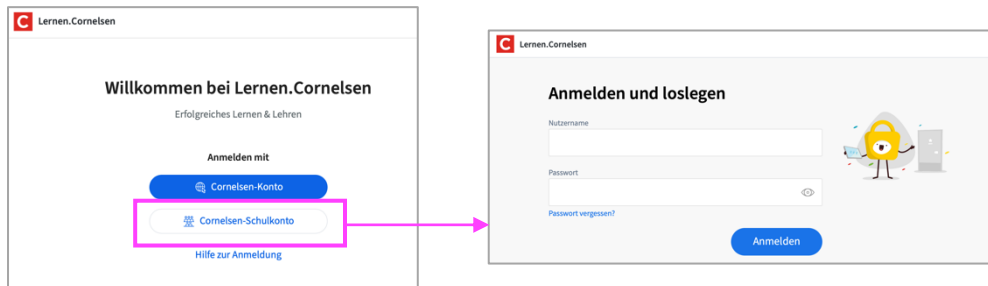 C Lernen.Cornelsen
Willkommen bei Lernen.Cornelsen
Erfolgreiches Lernen & Lehren
Anmelden mit
Cornelsen-Konto
Cornelsen-Schulkonto
Hilfe zur Anmeldung
C Lernen.Cornelsen
Anmelden und loslegen
Nutzername
Passwort
Passwort vergessen?
Anmelden